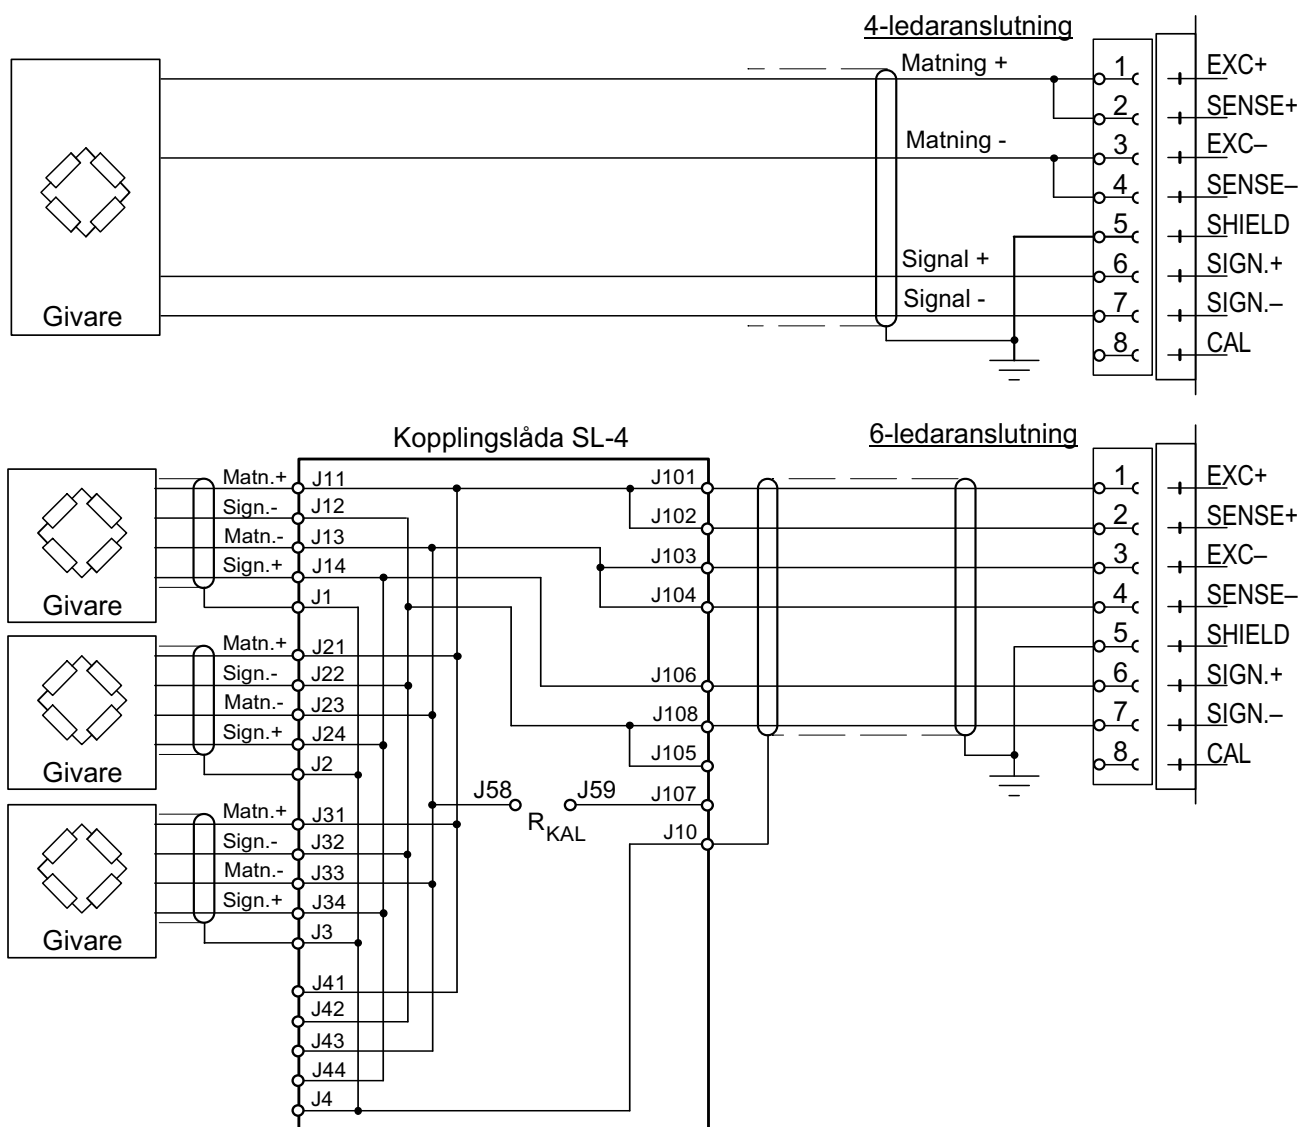 4-ledaranslutning
Matning +
Matning -
Signal +
Signal -
Givare
1 EXC+
2 SENSE+
3 EXC–
4 SENSE–
5 SHIELD
6 SIGN.+
7 SIGN.–
8 CAL
Kopplingslåda SL-4
6-ledaranslutning
Matn.+ J11
Sign.- J12
Matn.- J13
Sign.+ J14
J1
Givare
Matn.+ J21
Sign.- J22
Matn.- J23
Sign.+ J24
J2
Givare
Matn.+ J31
Sign.- J32
Matn.- J33
Sign.+ J34
J3
Givare
J41
J42
J43
J44
J4
J58 J59
RKAL
J101
J102
J103
J104
J106
J108
J105
J107
J10
1 EXC+
2 SENSE+
3 EXC–
4 SENSE–
5 SHIELD
6 SIGN.+
7 SIGN.–
8 CAL